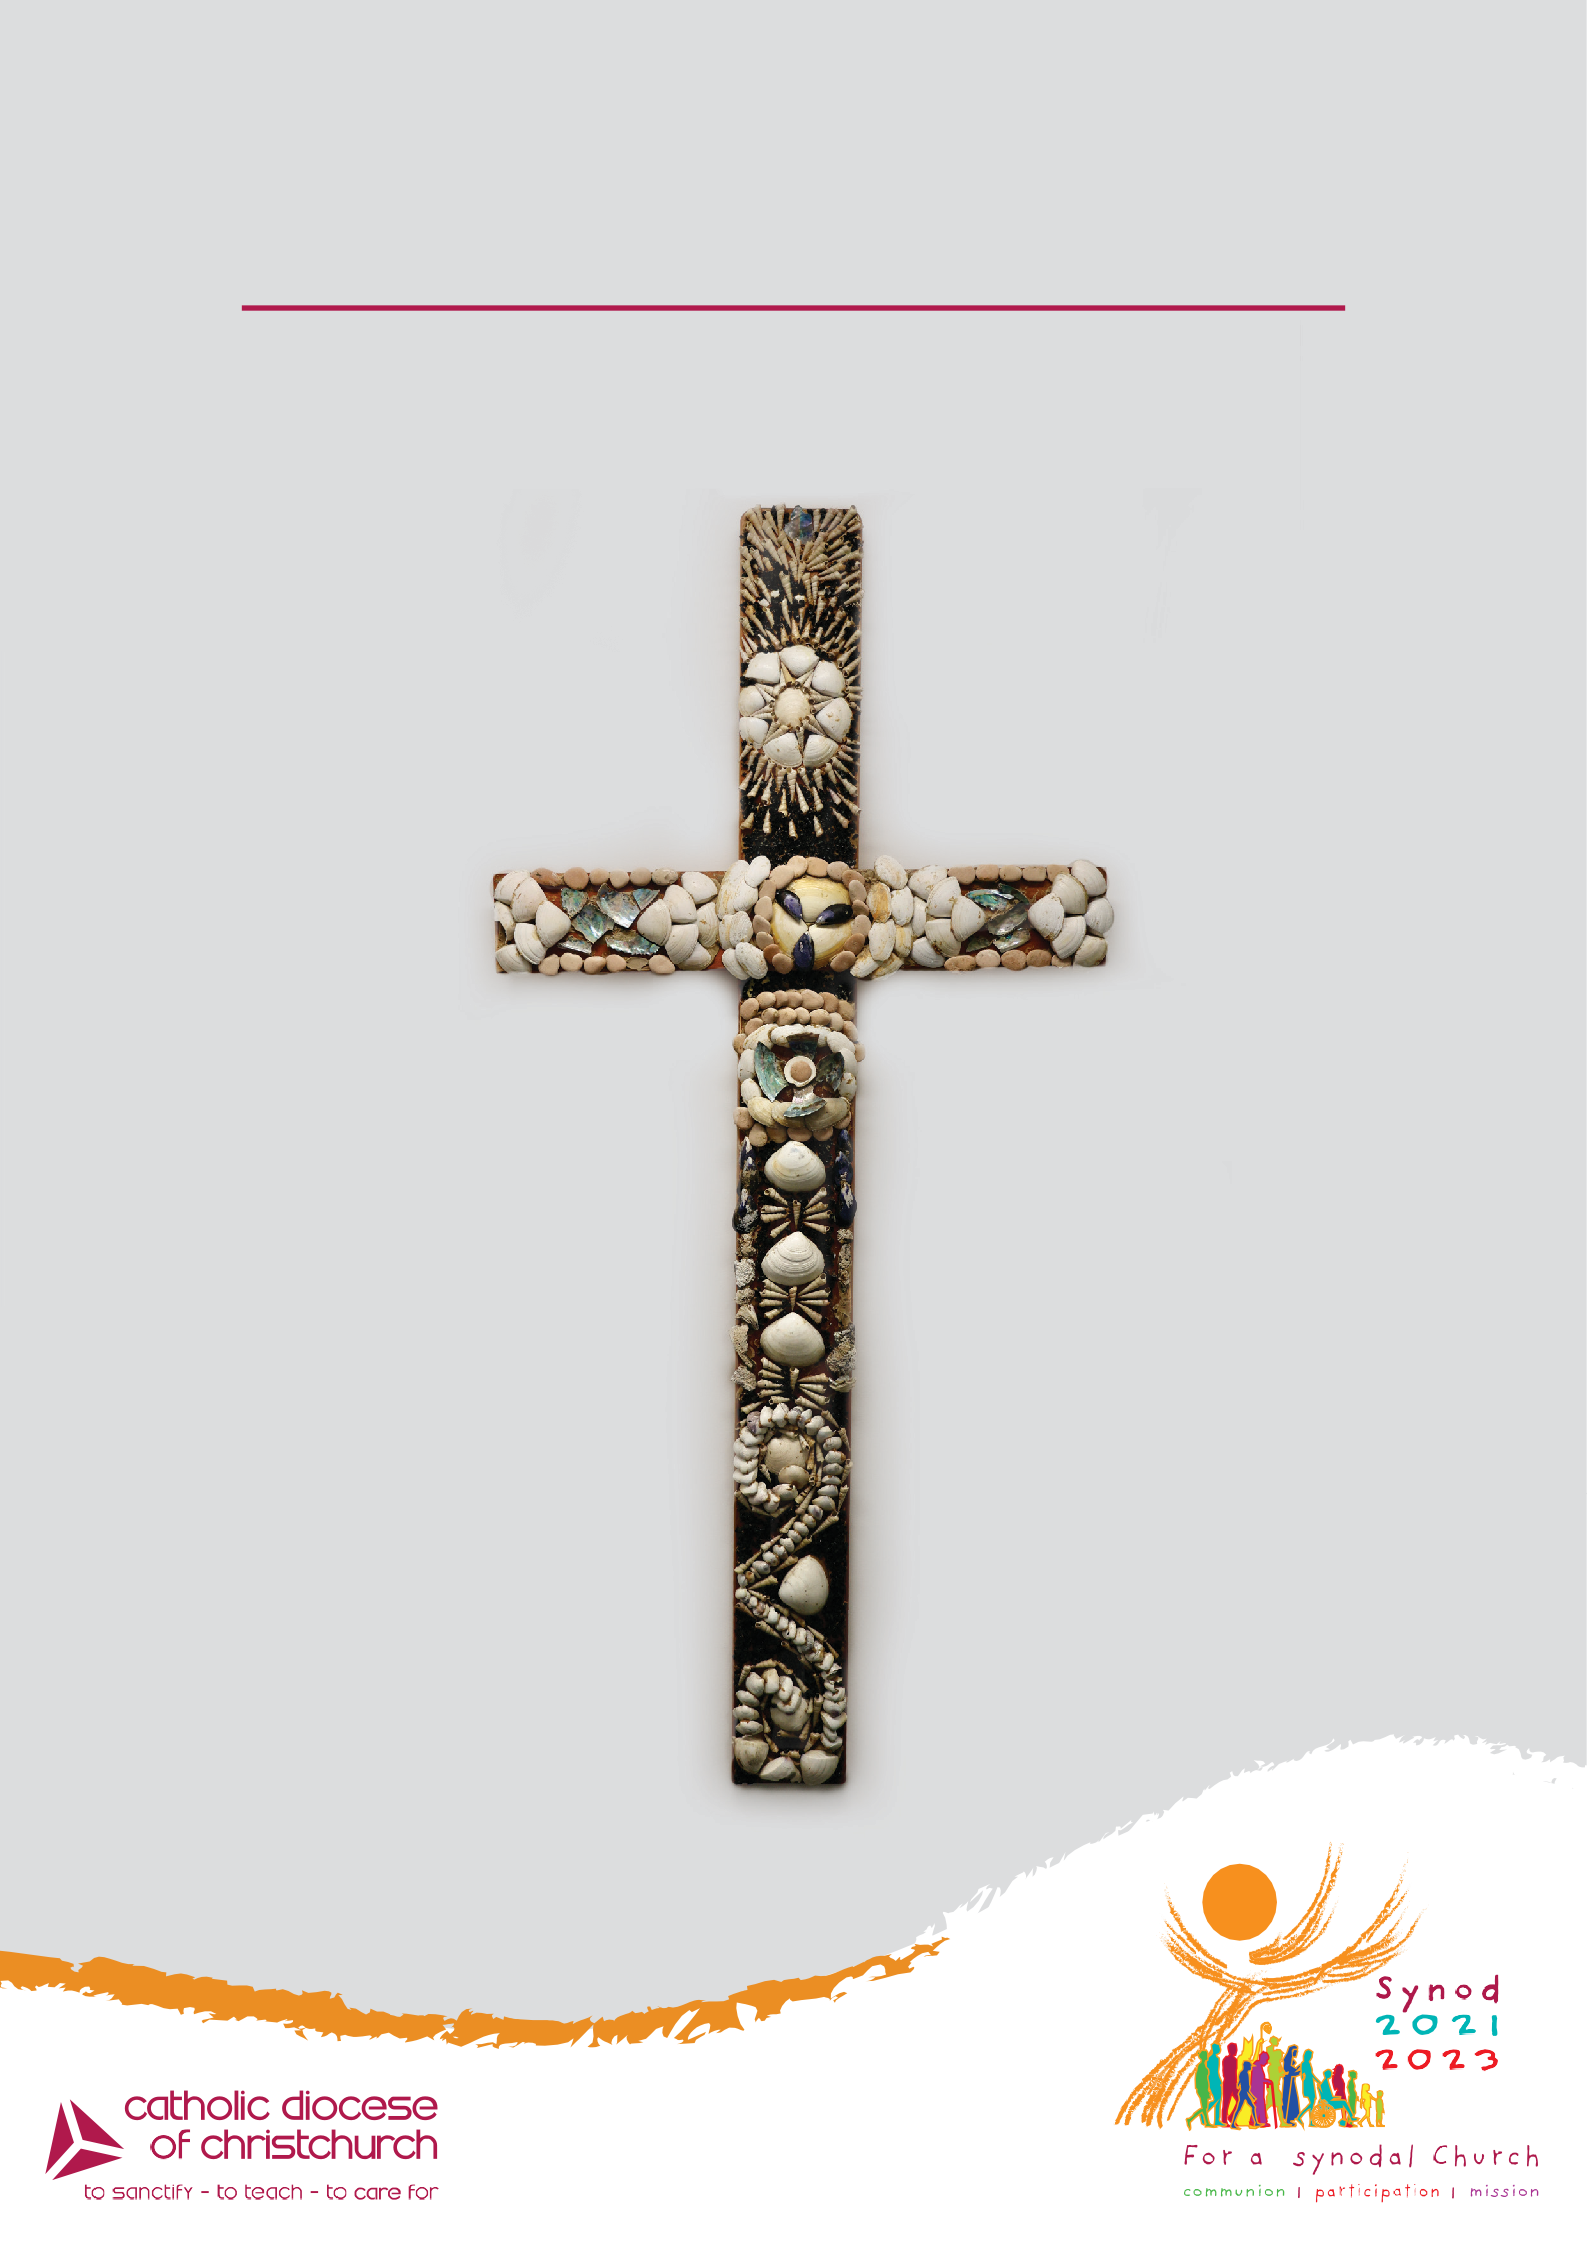 catholic diocese
of christchurch
to sanctify - to teach - to care for
Synod
2021
2023
For a synodal Church
communion | participation | mission